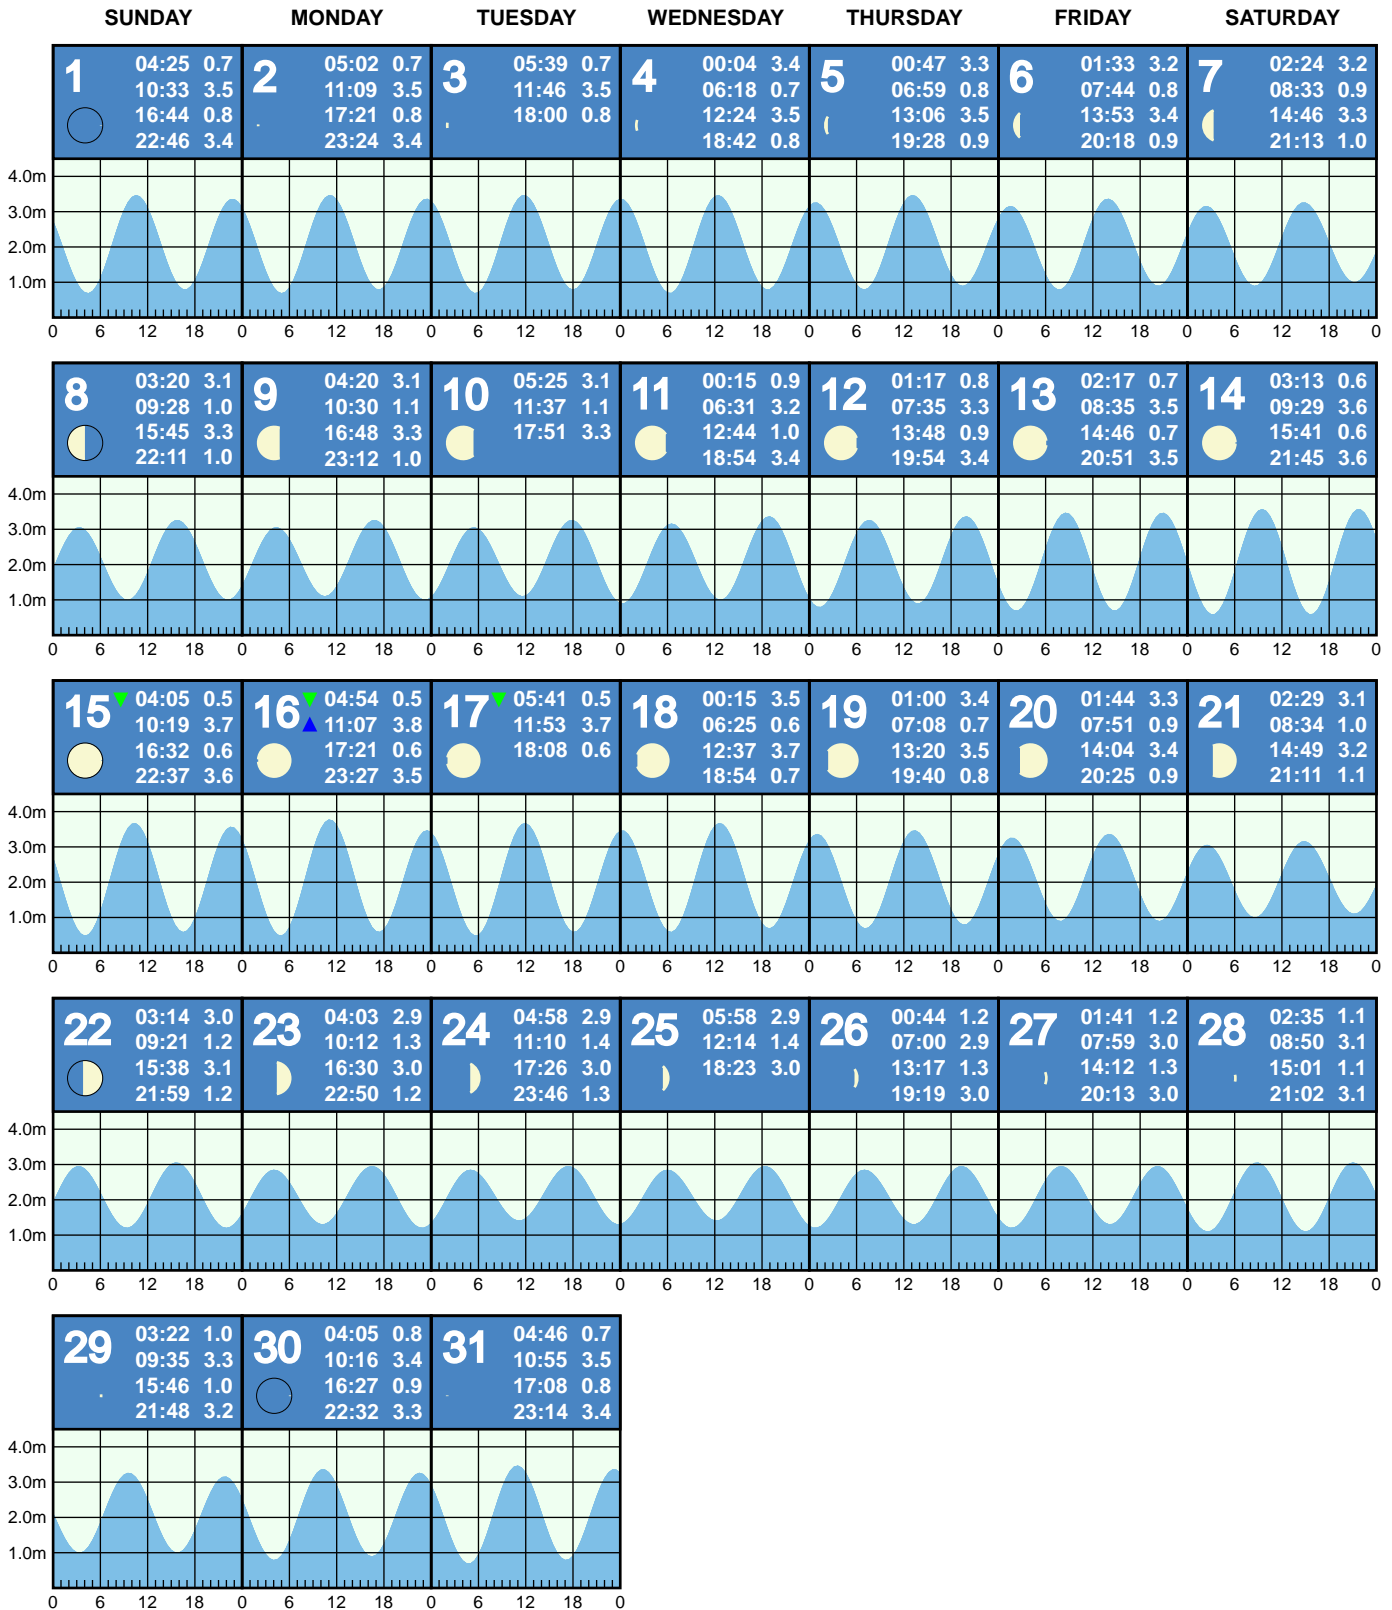 SUNDAY MONDAY TUESDAY WEDNESDAY THURSDAY FRIDAY SATURDAY
1 04:25 0.7
10:33 3.5
16:44 0.8
22:46 3.4
2 05:02 0.7
11:09 3.5
17:21 0.8
23:24 3.4
3 05:39 0.7
11:46 3.5
18:00 0.8
4 00:04 3.4
06:18 0.7
12:24 3.5
18:42 0.8
5 00:47 3.3
06:59 0.8
13:06 3.5
19:28 0.9
6 01:33 3.2
07:44 0.8
13:53 3.4
20:18 0.9
7 02:24 3.2
08:33 0.9
14:46 3.3
21:13 1.0
4.0m
3.0m
2.0m
1.0m
0 6 12 18 0 6 12 18 0 6 12 18 0 6 12 18 0 6 12 18 0 6 12 18 0 6 12 18 0
8 03:20 3.1
09:28 1.0
15:45 3.3
22:11 1.0
9 04:20 3.1
10:30 1.1
16:48 3.3
23:12 1.0
10 05:25 3.1
11:37 1.1
17:51 3.3
11 00:15 0.9
06:31 3.2
12:44 1.0
18:54 3.4
12 01:17 0.8
07:35 3.3
13:48 0.9
19:54 3.4
13 02:17 0.7
08:35 3.5
14:46 0.7
20:51 3.5
14 03:13 0.6
09:29 3.6
15:41 0.6
21:45 3.6
4.0m
3.0m
2.0m
1.0m
0 6 12 18 0 6 12 18 0 6 12 18 0 6 12 18 0 6 12 18 0 6 12 18 0 6 12 18 0
15 04:05 0.5
10:19 3.7
16:32 0.6
22:37 3.6
16 04:54 0.5
11:07 3.8
17:21 0.6
23:27 3.5
17 05:41 0.5
11:53 3.7
18:08 0.6
18 00:15 3.5
06:25 0.6
12:37 3.7
18:54 0.7
19 01:00 3.4
07:08 0.7
13:20 3.5
19:40 0.8
20 01:44 3.3
07:51 0.9
14:04 3.4
20:25 0.9
21 02:29 3.1
08:34 1.0
14:49 3.2
21:11 1.1
4.0m
3.0m
2.0m
1.0m
0 6 12 18 0 6 12 18 0 6 12 18 0 6 12 18 0 6 12 18 0 6 12 18 0 6 12 18 0
22 03:14 3.0
09:21 1.2
15:38 3.1
21:59 1.2
23 04:03 2.9
10:12 1.3
16:30 3.0
22:50 1.2
24 04:58 2.9
11:10 1.4
17:26 3.0
23:46 1.3
25 05:58 2.9
12:14 1.4
18:23 3.0
26 00:44 1.2
07:00 2.9
13:17 1.3
19:19 3.0
27 01:41 1.2
07:59 3.0
14:12 1.3
20:13 3.0
28 02:35 1.1
08:50 3.1
15:01 1.1
21:02 3.1
4.0m
3.0m
2.0m
1.0m
0 6 12 18 0 6 12 18 0 6 12 18 0 6 12 18 0 6 12 18 0 6 12 18 0 6 12 18 0
29 03:22 1.0
09:35 3.3
15:46 1.0
21:48 3.2
30 04:05 0.8
10:16 3.4
16:27 0.9
22:32 3.3
31 04:46 0.7
10:55 3.5
17:08 0.8
23:14 3.4
4.0m
3.0m
2.0m
1.0m
0 6 12 18 0 6 12 18 0 6 12 18 0